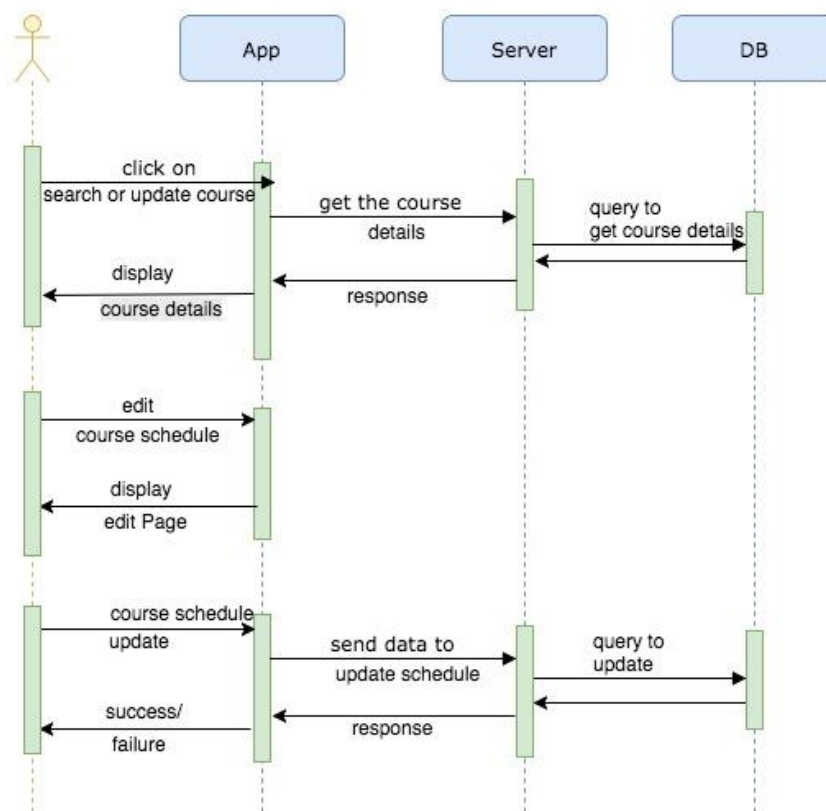 App
Server
DB
click on
search or update course
get the course
details
query to
get course details
display
course details
response
edit
course schedule
display
edit Page
course schedule
update
send data to
update schedule
query to
update
success/
failure
response